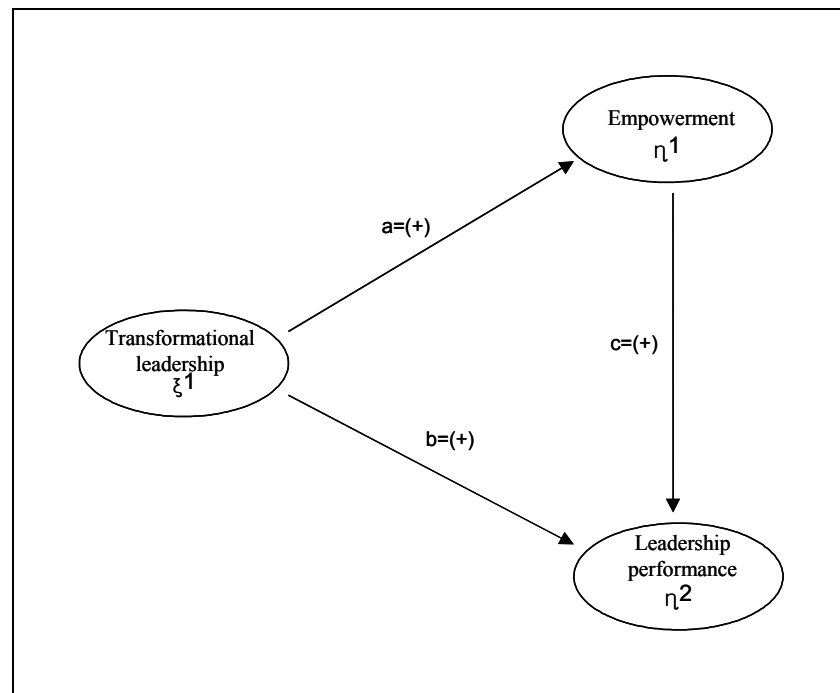 Empowerment
η1
a=(+)
Transformational
leadership
ξ1
c=(+)
b=(+)
Leadership
performance
η2